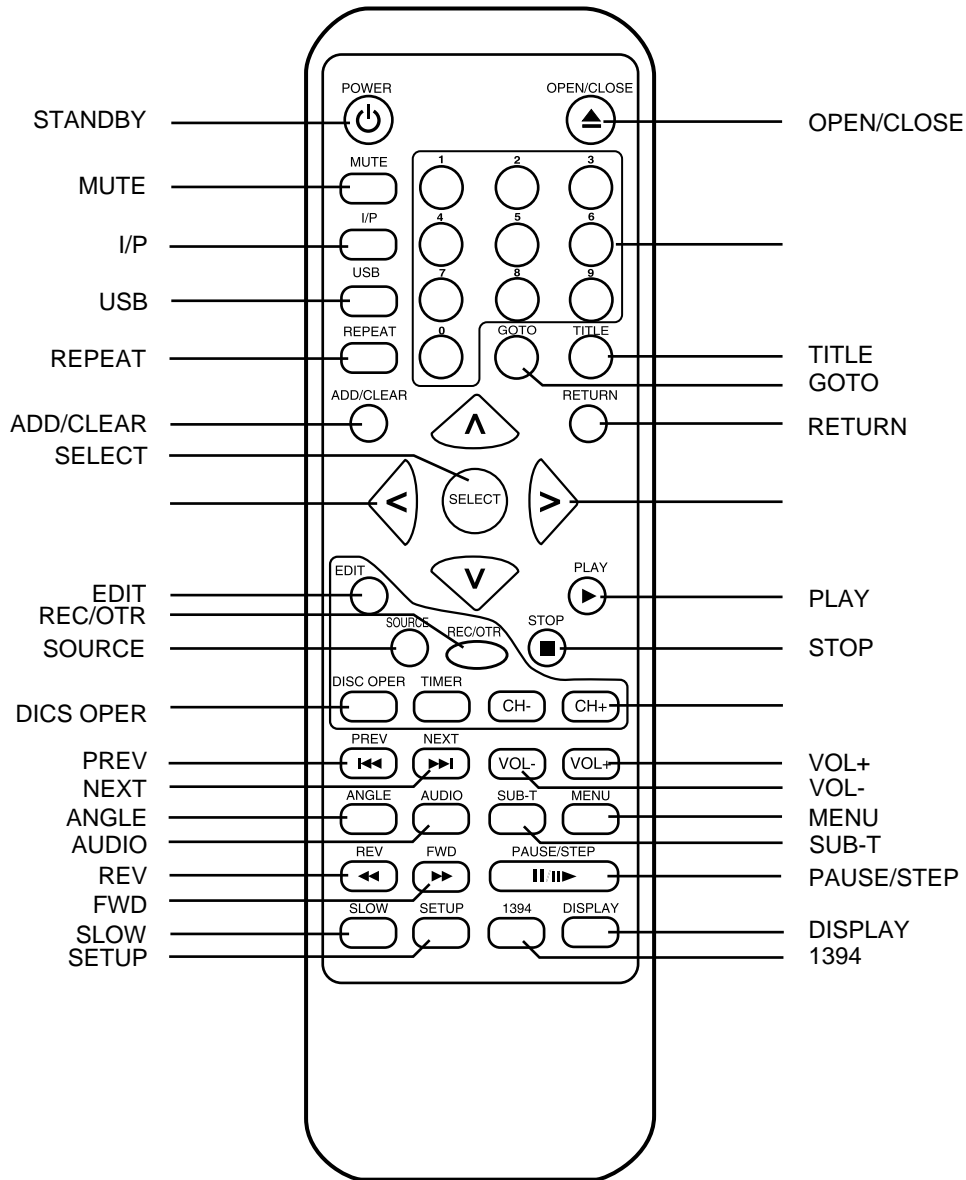 POWER
OPEN/CLOSE
STANDBY
OPEN/CLOSE
MUTE
1 2 3
MUTE
I/P
4 5 6
I/P
USB
7 8 9
USB
REPEAT
0
GOTO
TITLE
REPEAT
TITLE
GOTO
ADD/CLEAR
RETURN
ADD/CLEAR
RETURN
SELECT
SELECT
EDIT
PLAY
EDIT
PLAY
REC/OTR
SOURCE
REC/OTR
STOP
SOURCE
STOP
DISC OPER
TIMER
CH-
CH+
DICS OPER
PREV
NEXT
PREV
VOL-
VOL+
VOL+
NEXT
VOL-
ANGLE
AUDIO
SUB-T
MENU
ANGLE
MENU
AUDIO
SUB-T
REV
FWD
PAUSE/STEP
REV
PAUSE/STEP
FWD
SLOW
SETUP
1394
DISPLAY
SLOW
DISPLAY
SETUP
1394